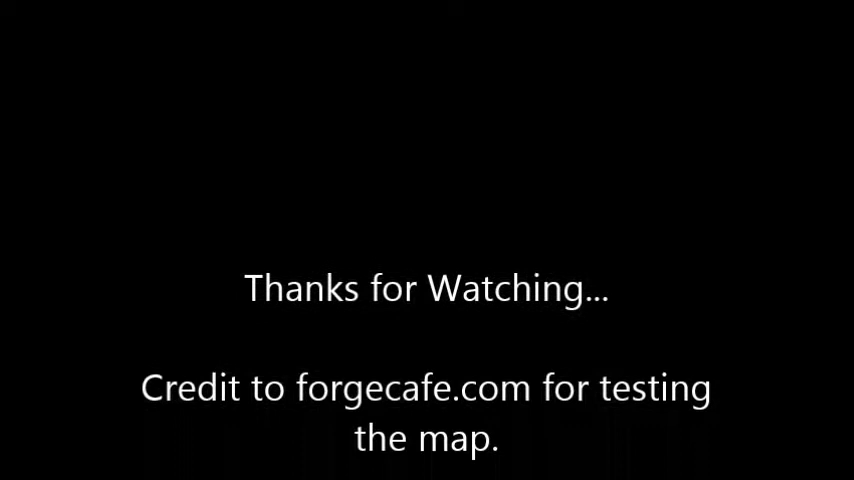 Thanks for Watching...
Credit to forgecafe.com for testing
the map.